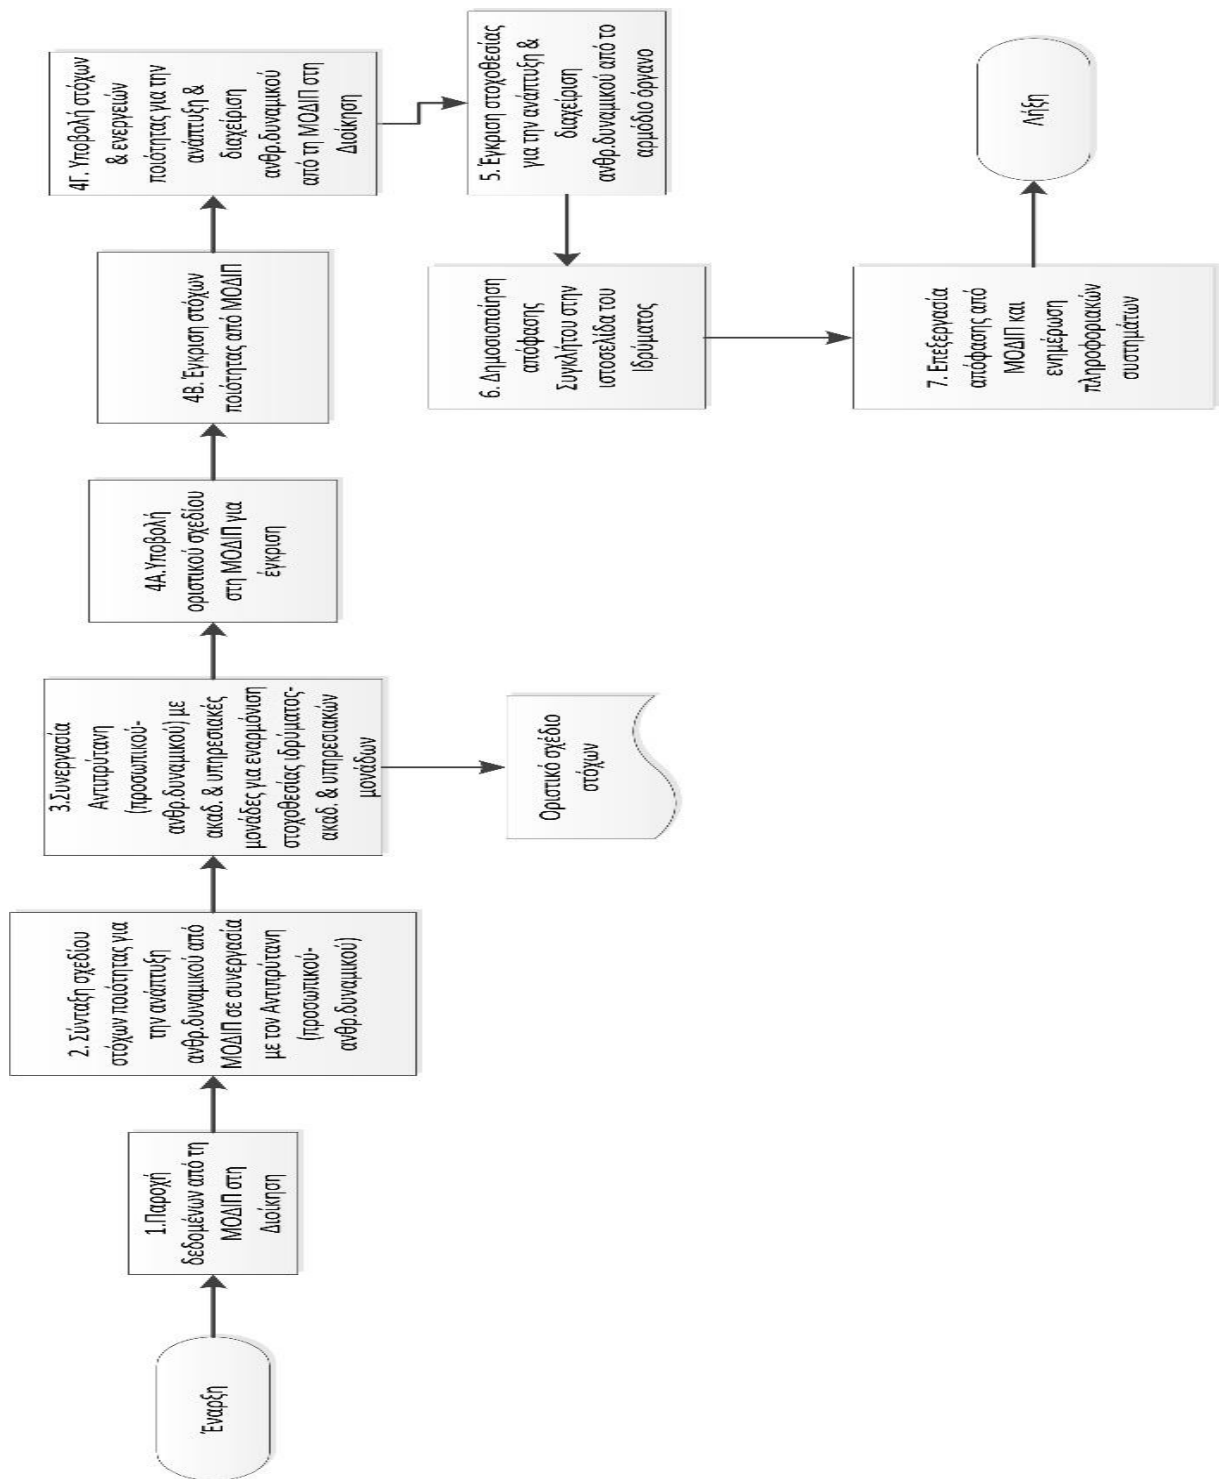 Έναρξη
1.Παροχή
δεδομένων από τη
ΜΟΔΙΠ στη
Διοίκηση
2. Σύνταξη σχεδίου
στόχων ποιότητας για
την ανάπτυξη
ανθρ.δυναμικού από
ΜΟΔΙΠ σε συνεργασία
με τον Αντιτρύτανη
(προσωπικού-
ανθρ.δυναμικού)
3.Συνεργασία
Αντιτρύτανη
(προσωπικού-
ανθρ.δυναμικού) με
ακαδ. & υπηρεσιακές
μονάδες για εναρμόνιση
στοχοθεσίας ιδρύματος-
ακαδ. & υπηρεσιακών
μονάδων
Οριστικό σχέδιο
στόχων
4Α.Υποβολή
οριστικού σχεδίου
στη ΜΟΔΙΠ για
έγκριση
4Β. Έγκριση στόχων
ποιότητας από ΜΟΔΙΠ
4Γ. Υποβολή στόχων
& ενεργειών
ποιότητας για την
ανάπτυξη &
διαχείριση
ανθρ.δυναμικού
από τη ΜΟΔΙΠ στη
Διοίκηση
5. Έγκριση στοχοθεσίας
για την ανάπτυξη &
διαχείριση
ανθρ.δυναμικού από το
αρμόδιο όργανο
6. Δημοσιοποίηση
απόφασης
Συγκλήτου στην
ιστοσελίδα του
Ιδρύματος
7. Επεξεργασία
απόφασης από
ΜΟΔΙΠ και
ενημέρωση
πληροφοριακών
συστημάτων
Λήξη